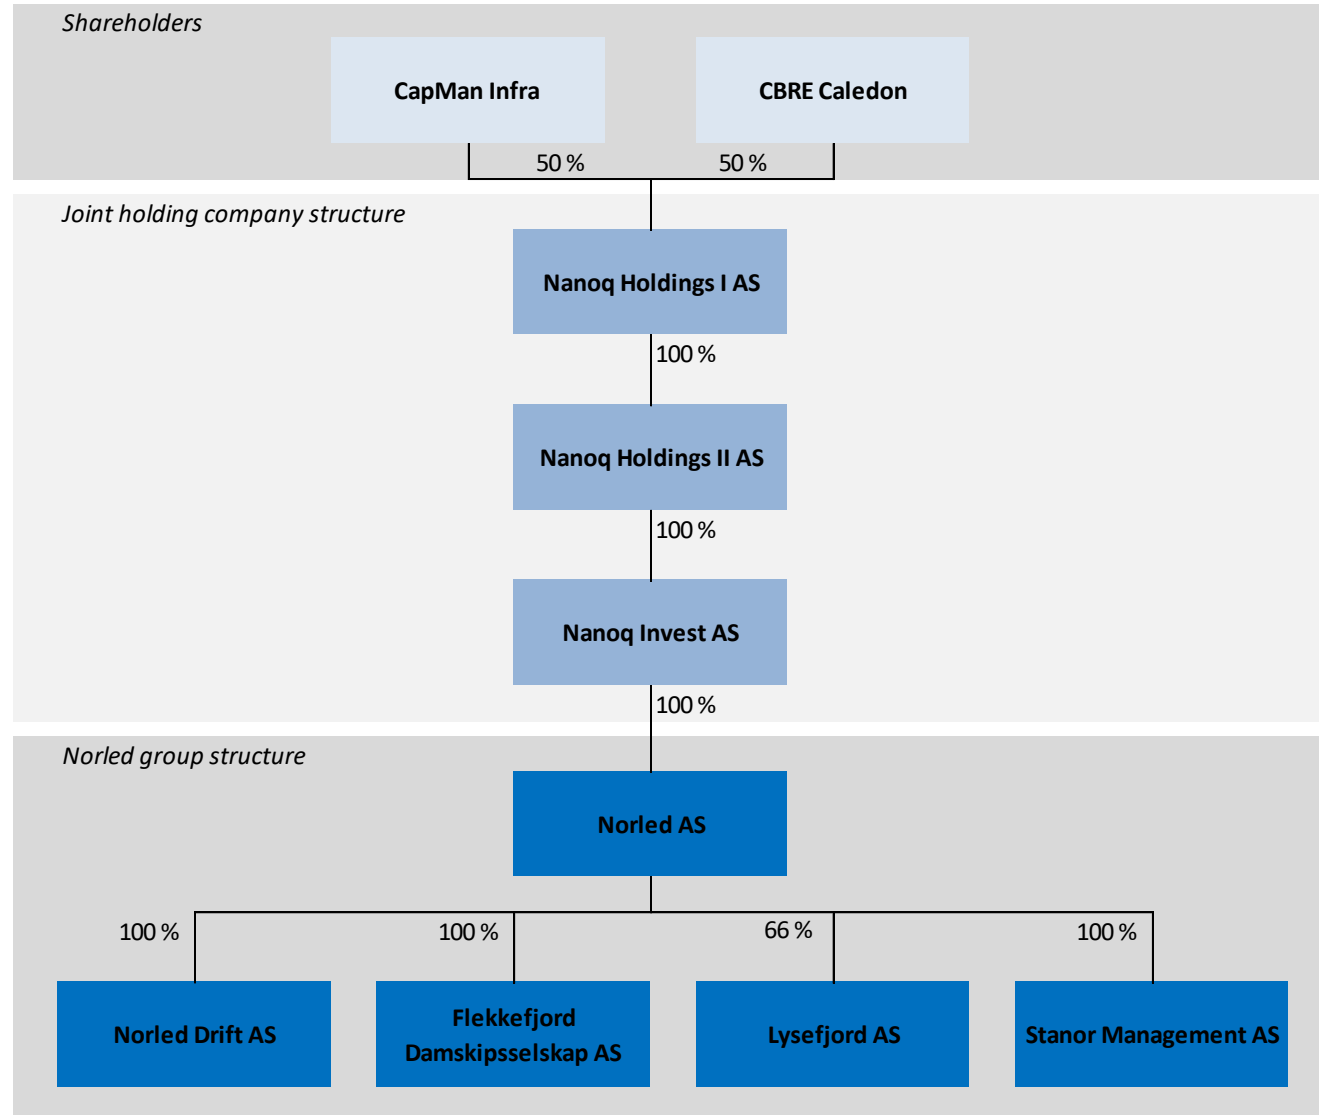 Shareholders
CapMan Infra
CBRE Caledon
50 %
50 %
Joint holding company structure
Nanoq Holdings I AS
100 %
Nanoq Holdings II AS
100 %
Nanoq Invest AS
100 %
Norled group structure
Norled AS
100 %
100 %
66 %
100 %
Norled Drift AS
Flekkefjord
Damskipsselskap AS
Lysefjord AS
Stanor Management AS